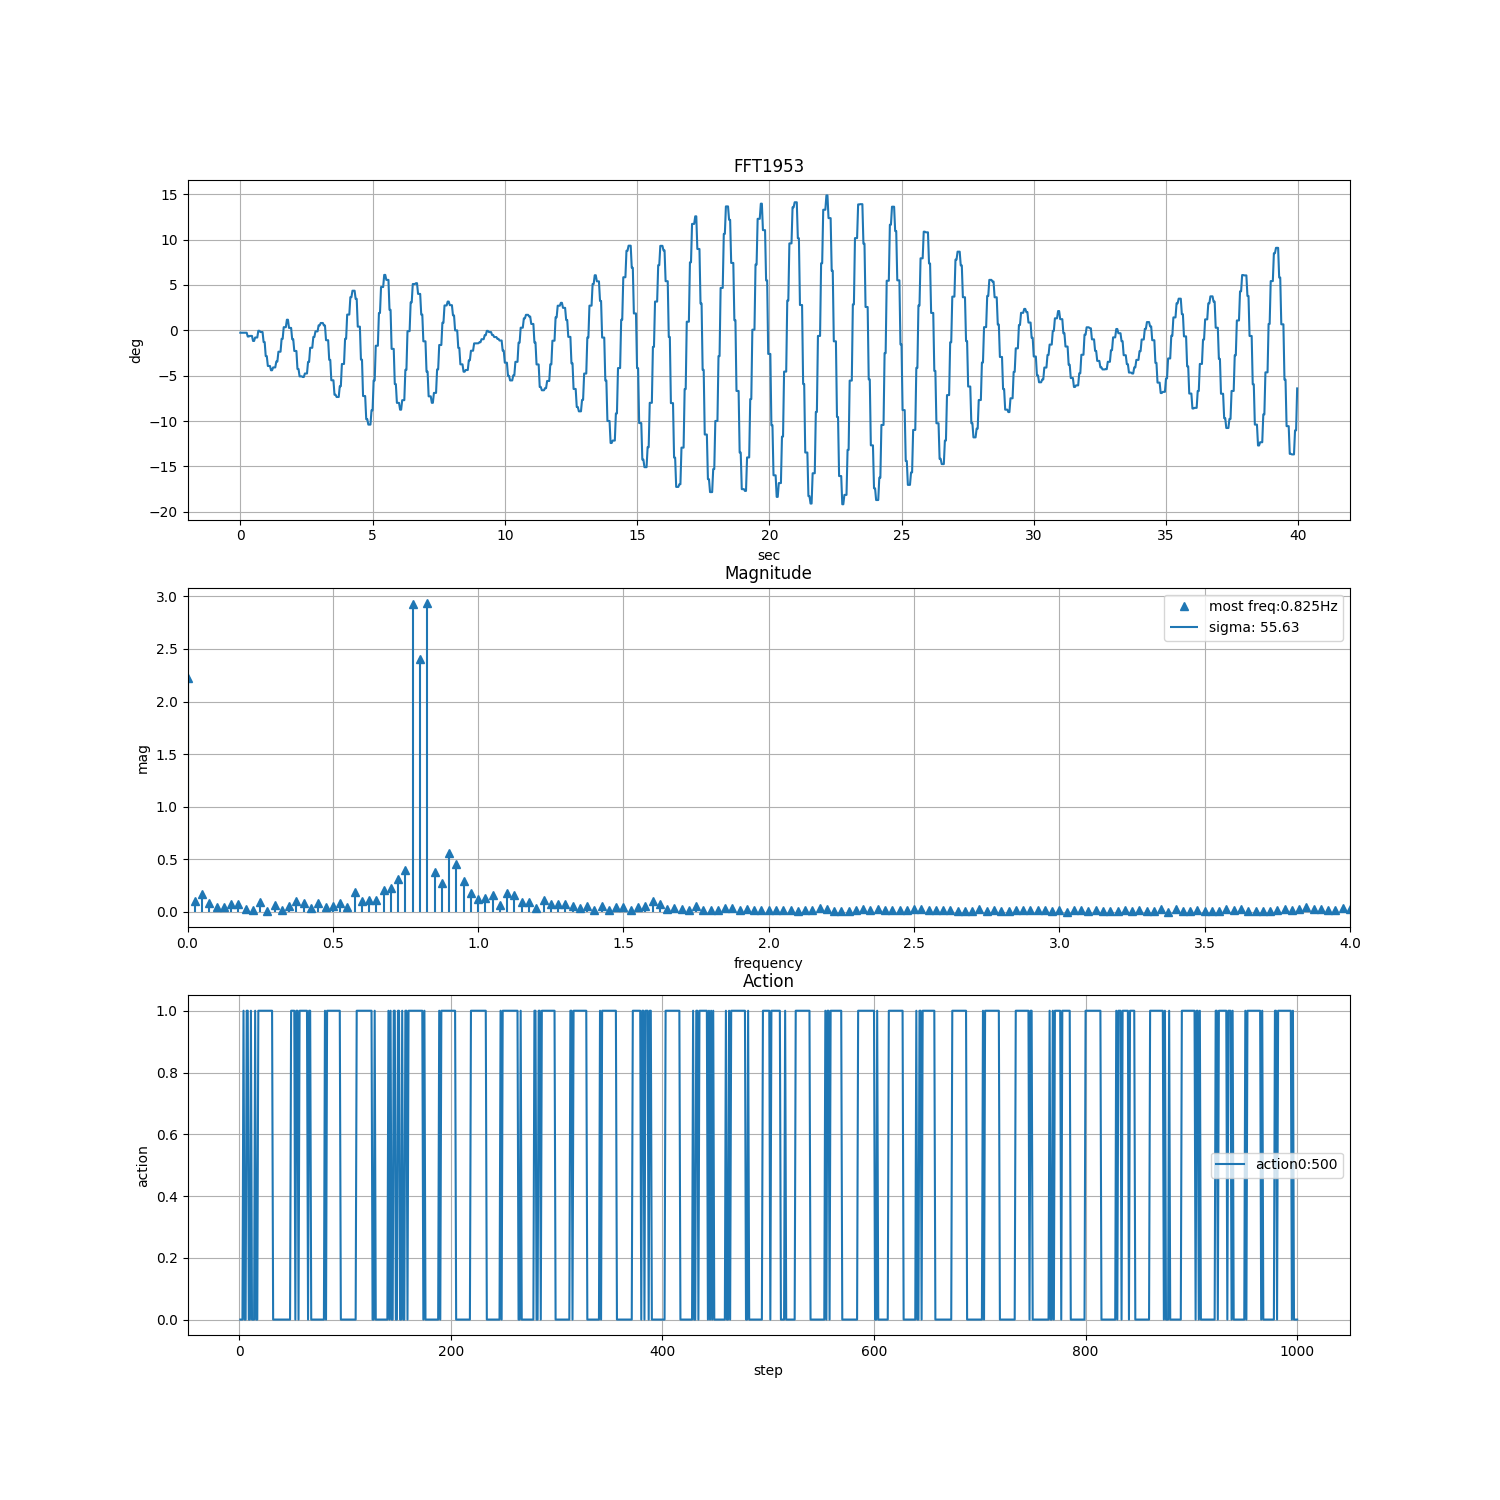 FFT1953
15
10
5
0
−5
−10
−15
−20
deg
0 5 10 15 20 25 30 35 40
sec
Magnitude
3.0
2.5
2.0
1.5
1.0
0.5
0.0
mag
most freq:0.825Hz
sigma: 55.63
0.0 0.5 1.0 1.5 2.0 2.5 3.0 3.5 4.0
frequency
Action
1.0
0.8
0.6
0.4
0.2
0.0
action
action0:500
0 200 400 600 800 1000
step